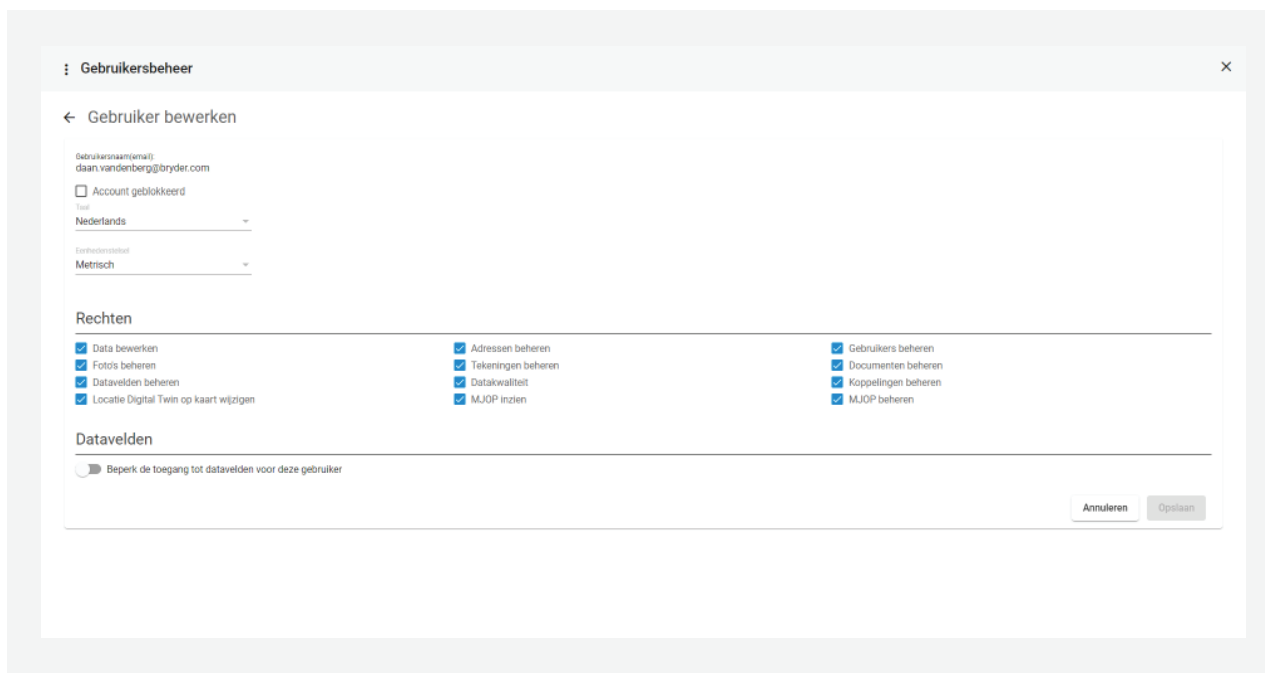 Gebruikersbeheer
Gebruiker bewerken
Gebruikersnaam(email):
daan.vandenberg@bryder.com
Account geblokkeerd
Taal
Nederlands
Eenhedenstelsel
Metrisch
Rechten
Data bewerken
Adressen beheren
Gebruikers beheren
Foto's beheren
Tekeningen beheren
Documenten beheren
Datavelden beheren
Datakwaliteit
Koppelingen beheren
Locatie Digital Twin op kaart wijzigen
MJOP inzien
MJOP beheren
Datavelden
Beperk de toegang tot datavelden voor deze gebruiker
Annuleren
Opslaan